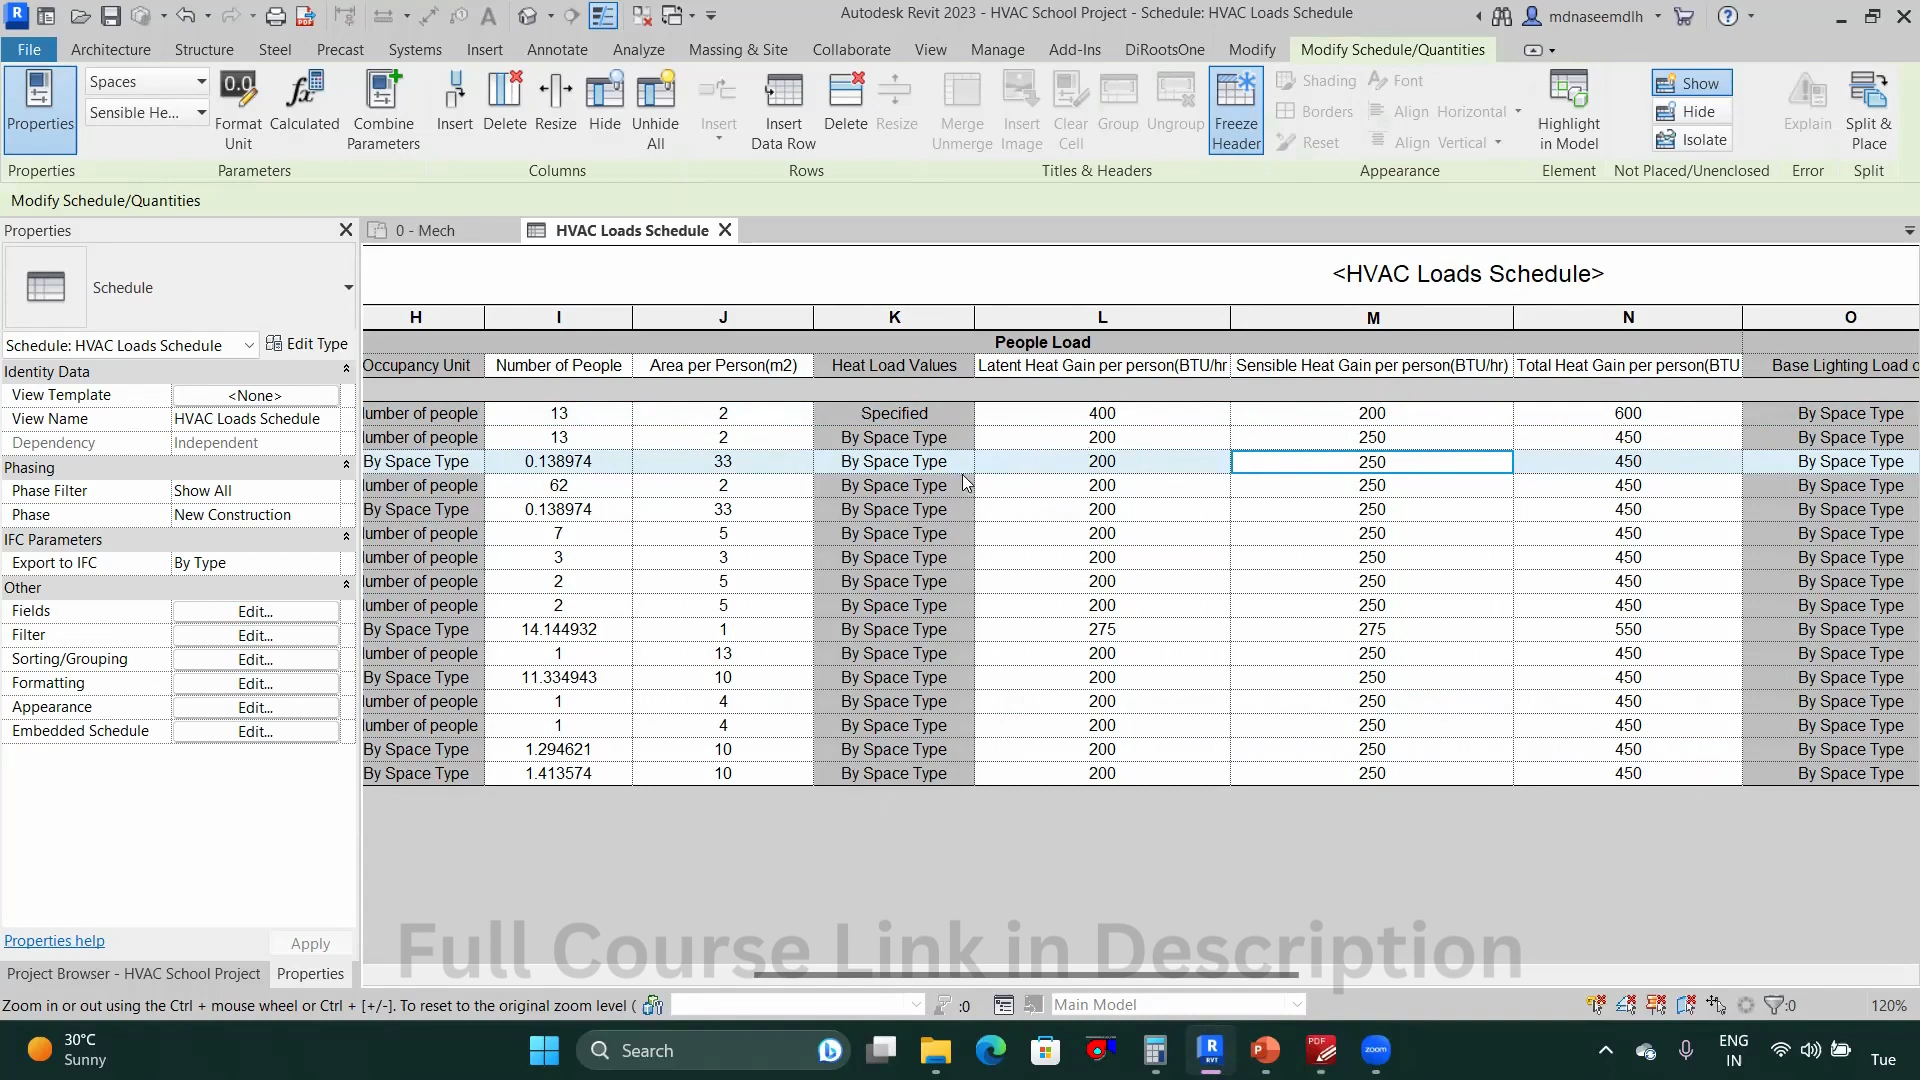 Autodesk Revit 2023 - HVAC School Project - Schedule: HVAC Loads Schedule
mdnaseemdlh
File Architecture Structure Steel Precast Systems Insert Annotate Analyze Massing & Site Collaborate View Manage Add-Ins DiRootsOne Modify Modify Schedule/Quantities
Spaces
Sensible He...
Properties
Format Unit
Calculated
Combine Parameters
Insert
Delete
Resize
Hide
Unhide All
Insert
Insert Data Row
Delete
Resize
Merge Unmerge
Insert Image
Clear Cell
Group
Ungroup
Freeze Header
Shading
Borders
Reset
Font
Align Horizontal
Align Vertical
Highlight in Model
Show
Hide
Isolate
Explain
Split & Place
Properties Parameters Columns Rows Titles & Headers Appearance Element Not Placed/Unenclosed Error Split
Modify Schedule/Quantities
Properties
Schedule
Schedule: HVAC Loads Schedule
Edit Type
Identity Data
View Template <None>
View Name HVAC Loads Schedule
Dependency Independent
Phasing
Phase Filter Show All
Phase New Construction
IFC Parameters
Export to IFC By Type
Other
Fields Edit...
Filter Edit...
Sorting/Grouping Edit...
Formatting Edit...
Appearance Edit...
Embedded Schedule Edit...
Properties help
Apply
Project Browser - HVAC School Project Properties
0 - Mech
HVAC Loads Schedule
<HVAC Loads Schedule>
H I J K L M N O
People Load
Occupancy Unit Number of People Area per Person(m2) Heat Load Values Latent Heat Gain per person(BTU/hr Sensible Heat Gain per person(BTU/hr) Total Heat Gain per person(BTU Base Lighting Load o
umber of people 13 2 Specified 400 200 600 By Space Type
umber of people 13 2 By Space Type 200 250 450 By Space Type
By Space Type 0.138974 33 By Space Type 200 250 450 By Space Type
umber of people 62 2 By Space Type 200 250 450 By Space Type
By Space Type 0.138974 33 By Space Type 200 250 450 By Space Type
umber of people 7 5 By Space Type 200 250 450 By Space Type
umber of people 3 3 By Space Type 200 250 450 By Space Type
umber of people 2 5 By Space Type 200 250 450 By Space Type
umber of people 2 5 By Space Type 200 250 450 By Space Type
By Space Type 14.144932 1 By Space Type 275 275 550 By Space Type
umber of people 1 13 By Space Type 200 250 450 By Space Type
By Space Type 11.334943 10 By Space Type 200 250 450 By Space Type
umber of people 1 4 By Space Type 200 250 450 By Space Type
umber of people 1 4 By Space Type 200 250 450 By Space Type
By Space Type 1.294621 10 By Space Type 200 250 450 By Space Type
By Space Type 1.413574 10 By Space Type 200 250 450 By Space Type
Full Course Link in Description
Zoom in or out using the Ctrl + mouse wheel or Ctrl + [+/-]. To reset to the original zoom level (
:0
Main Model
:0
120%
30°C
Sunny
Search
zoom
ENG
IN
Tue